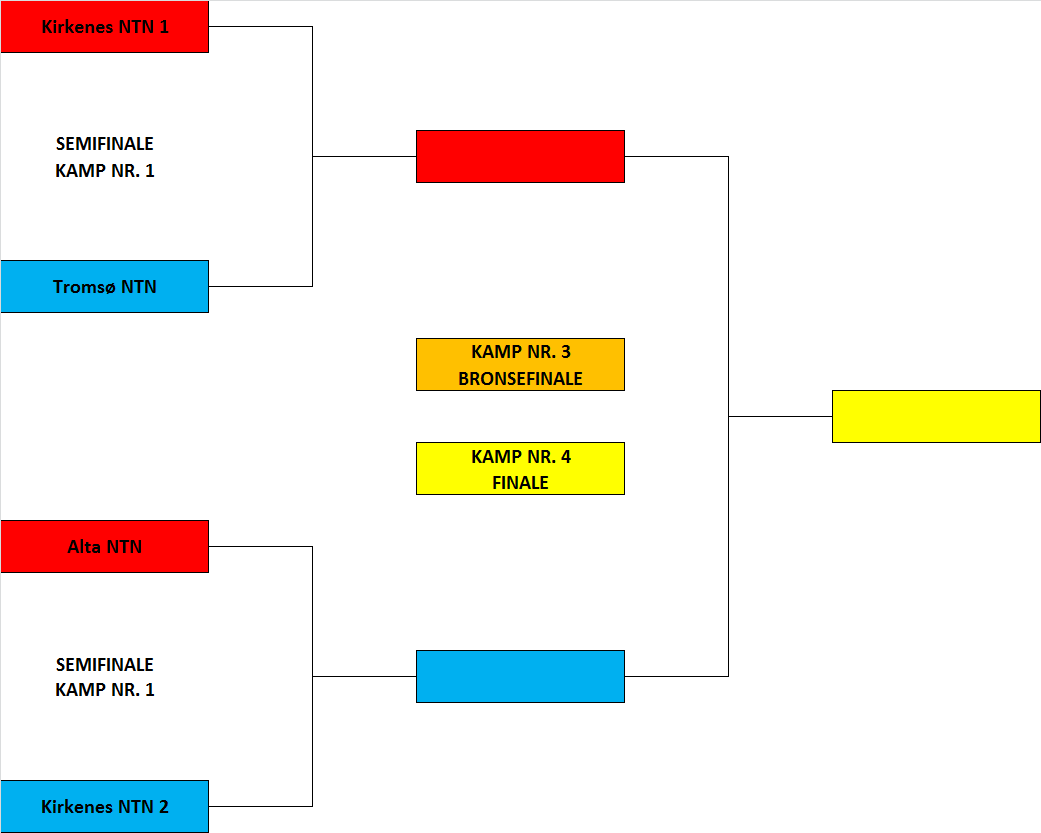 Kirkenes NTN 1
SEMIFINALE
KAMP NR. 1
Tromsø NTN
KAMP NR. 3
BRONSEFINALE
KAMP NR. 4
FINALE
Alta NTN
SEMIFINALE
KAMP NR. 1
Kirkenes NTN 2